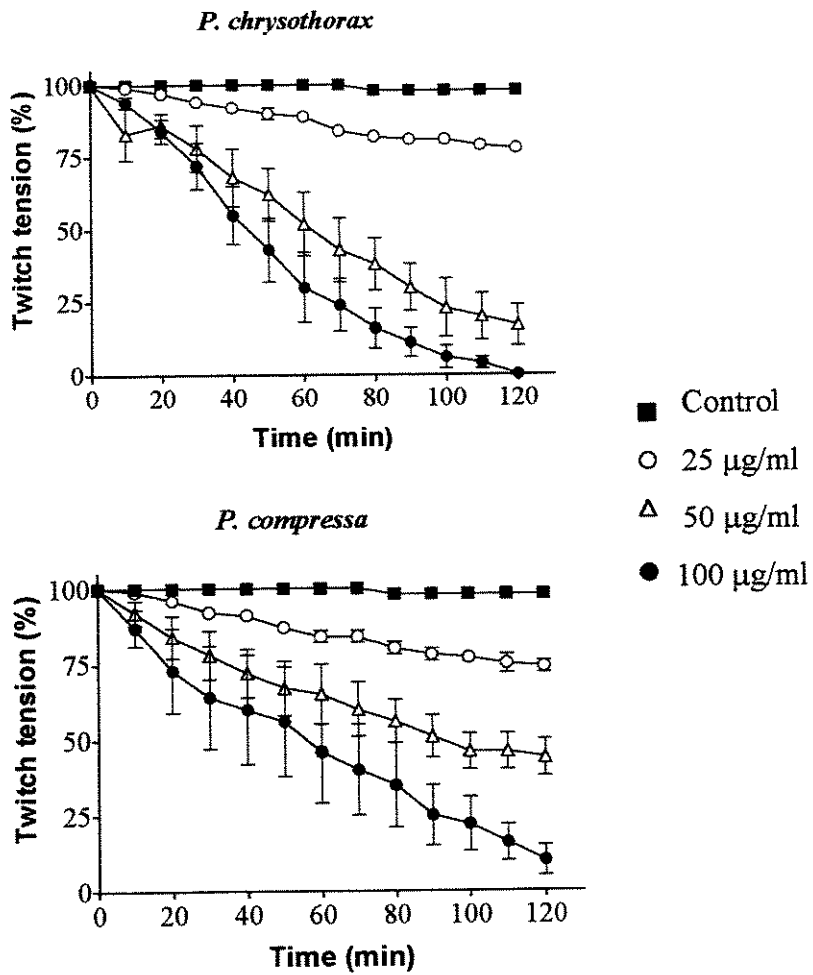 P. chrysothorax
Twitch tension (%)
100
75
50
25
0
0 20 40 60 80 100 120
Time (min)
Control
25 µg/ml
50 µg/ml
100 µg/ml
P. compressa
Twitch tension (%)
100
75
50
25
0
0 20 40 60 80 100 120
Time (min)